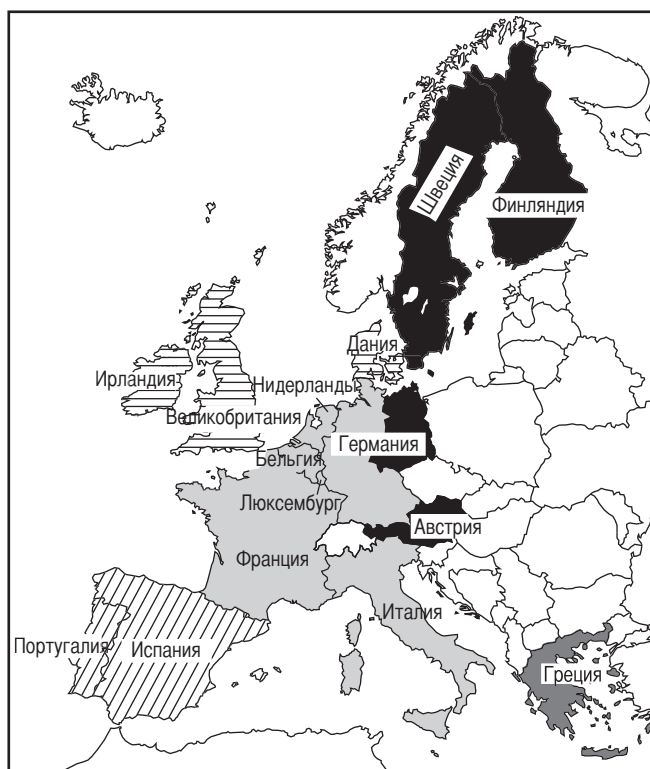 Швеция
Финляндия
Дания
Ирландия
Нидерланды
Великобритания
Германия
Бельгия
Люксембург
Австрия
Франция
Италия
Португалия
Испания
Греция